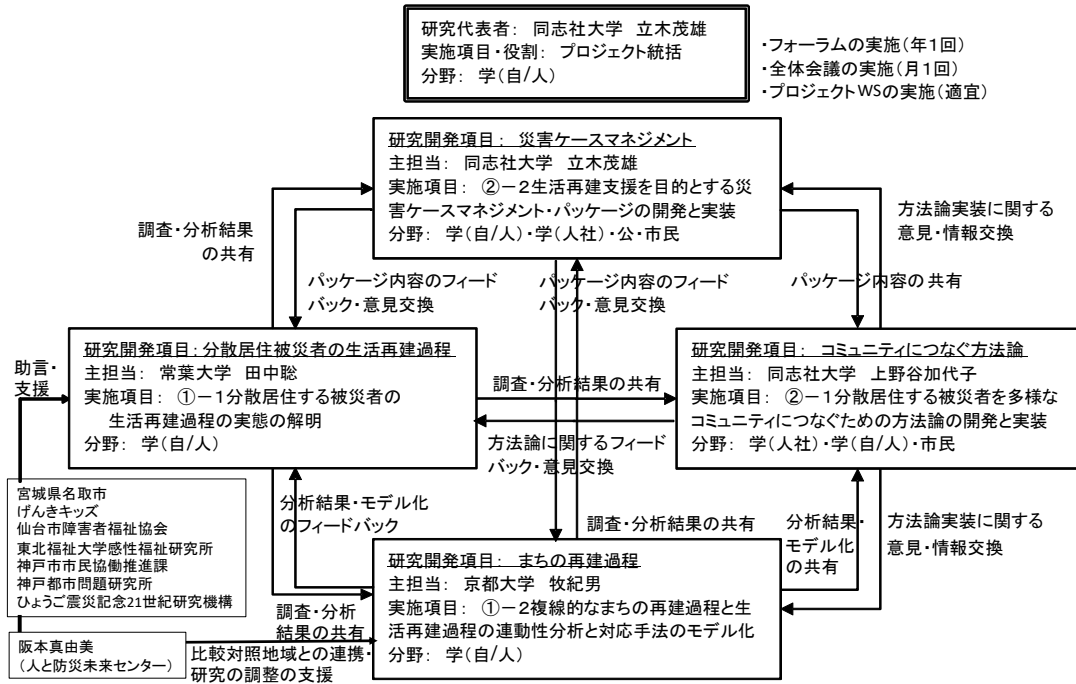 研究代表者： 同志社大学 立木茂雄
実施項目・役割： プロジェクト統括
分野： 学（自/人）
・フォーラムの実施（年１回）
・全体会議の実施（月１回）
・プロジェクトWSの実施（適宜）
研究開発項目： 災害ケースマネジメント
主担当： 同志社大学 立木茂雄
実施項目： ②－２生活再建支援を目的とする災
害ケースマネジメント・パッケージの開発と実装
分野： 学（自/人）・学（人社）・公・市民
調査・分析結果
の共有
方法論実装に関する
意見・情報交換
パッケージ内容のフィード
バック・意見交換
パッケージ内容のフィード
バック・意見交換
パッケージ内容の共有
助言・
支援
研究開発項目：分散居住被災者の生活再建過程
主担当： 常葉大学 田中聡
実施項目： ①－１分散居住する被災者の
生活再建過程の実態の解明
分野： 学（自/人）
調査・分析結果の共有
方法論に関するフィード
バック・意見交換
研究開発項目： コミュニティにつなぐ方法論
主担当： 同志社大学 上野谷加代子
実施項目： ②－１分散居住する被災者を多様な
コミュニティにつなぐための方法論の開発と実装
分野： 学（人社）・学（自/人）・市民
宮城県名取市
げんきキッズ
仙台市障害者福祉協会
東北福祉大学感性福祉研究所
神戸市市民協働推進課
神戸都市問題研究所
ひょうご震災記念21世紀研究機構
分析結果・モデル化
のフィードバック
調査・分析結果の共有
分析結果・
モデル化
の共有
方法論実装に関する
意見・情報交換
研究開発項目： まちの再建過程
主担当： 京都大学 牧紀男
実施項目： ①－２複線的なまちの再建過程と生
活再建過程の連動性分析と対応手法のモデル化
分野： 学（自/人）
調査・分析
結果の共有
阪本真由美
（人と防災未来センター）
比較対照地域との連携・
研究の調整の支援